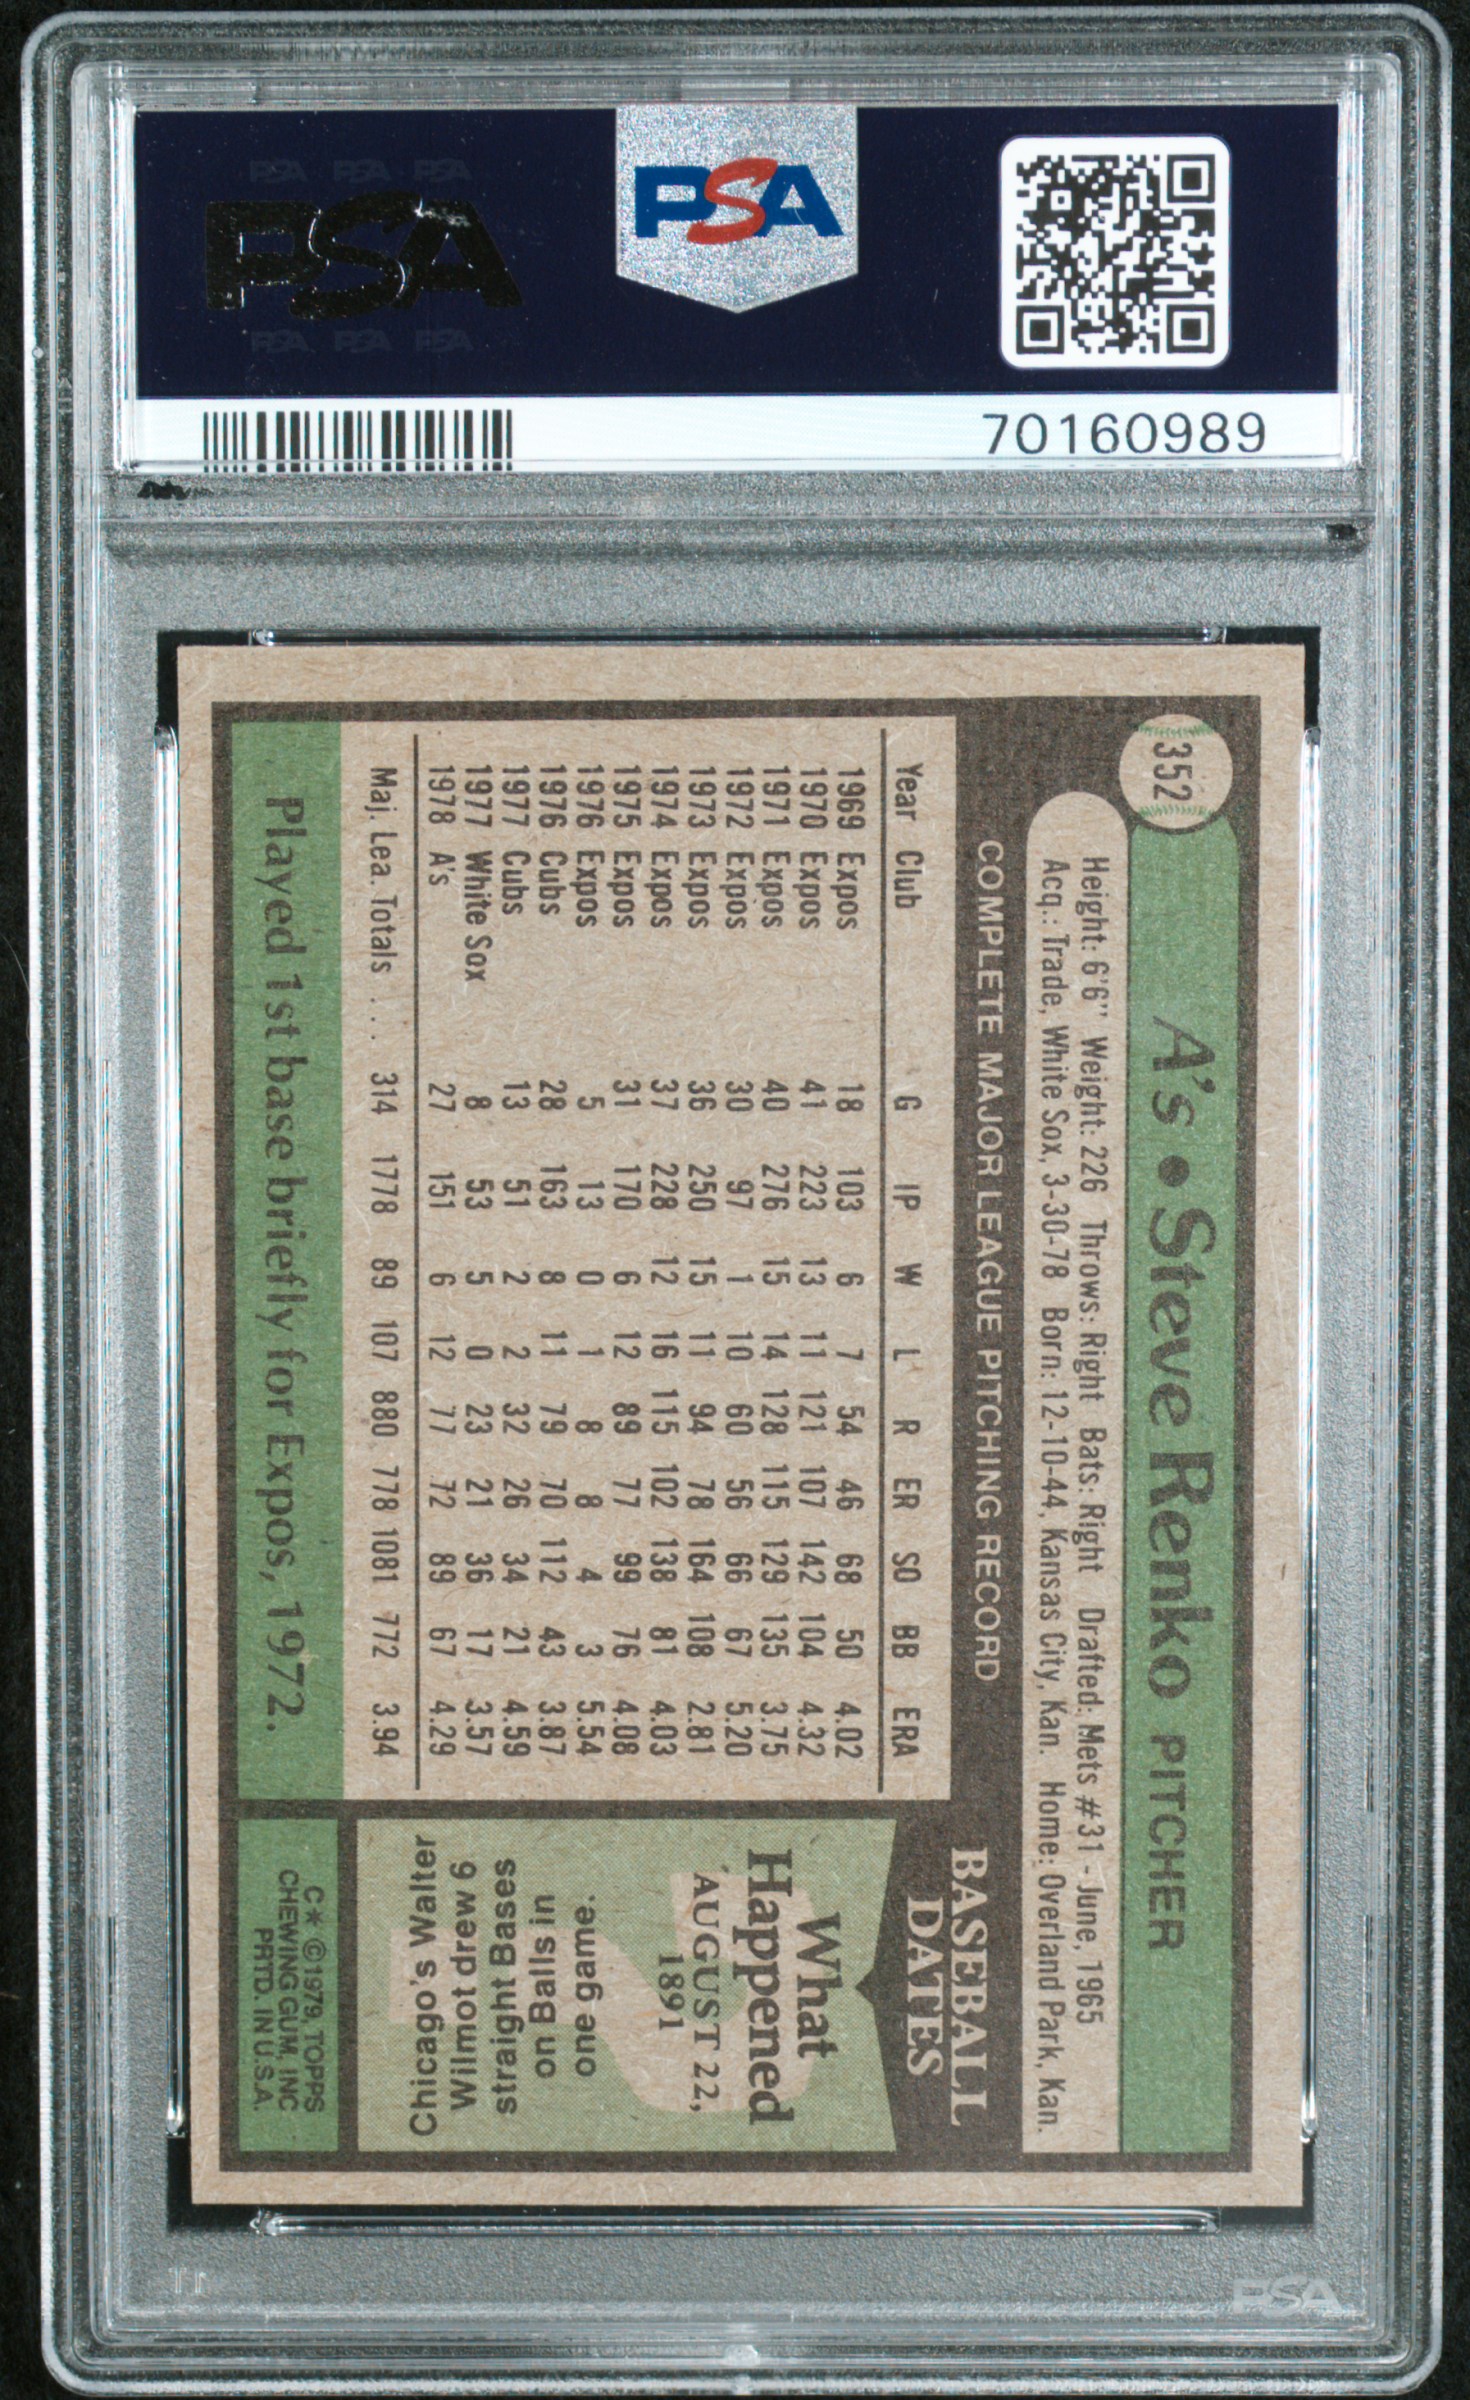 PSA PSA PSA
PSA
PSA PSA PSA
PSA
70160989
352
A's • Steve Renko PITCHER
Height: 6'6" Weight: 226 Throws: Right Bats: Right Drafted: Mets #31 - June, 1965
Acq.: Trade, White Sox, 3-30-78 Born: 12-10-44, Kansas City, Kan. Home: Overland Park, Kan.
COMPLETE MAJOR LEAGUE PITCHING RECORD
Year Club G IP W L R ER SO BB ERA
1969 Expos 18 103 6 7 54 46 68 50 4.02
1970 Expos 41 223 13 11 121 107 142 104 4.32
1971 Expos 40 276 15 14 128 115 129 135 3.75
1972 Expos 30 97 1 10 60 56 66 67 5.20
1973 Expos 36 250 15 11 94 78 164 108 2.81
1974 Expos 37 228 12 16 115 102 138 81 4.03
1975 Expos 31 170 6 12 89 77 99 76 4.08
1976 Expos 5 13 0 1 8 8 4 3 5.54
1976 Cubs 28 163 8 11 79 70 112 43 3.87
1977 Cubs 13 51 2 2 32 26 34 21 4.59
1977 White Sox 8 53 5 0 23 21 36 17 3.57
1978 A's 27 151 6 12 77 72 89 67 4.29
Maj. Lea. Totals . . 314 1778 89 107 880 778 1081 772 3.94
Played 1st base briefly for Expos, 1972.
BASEBALL
DATES
What
Happened
AUGUST 22,
1891
Chicago's Walter
Wilmot drew 6
straight Bases
on Balls in
one game.
C* © 1979, TOPPS
CHEWING GUM, INC
PRTD. IN U.S.A.
PSA